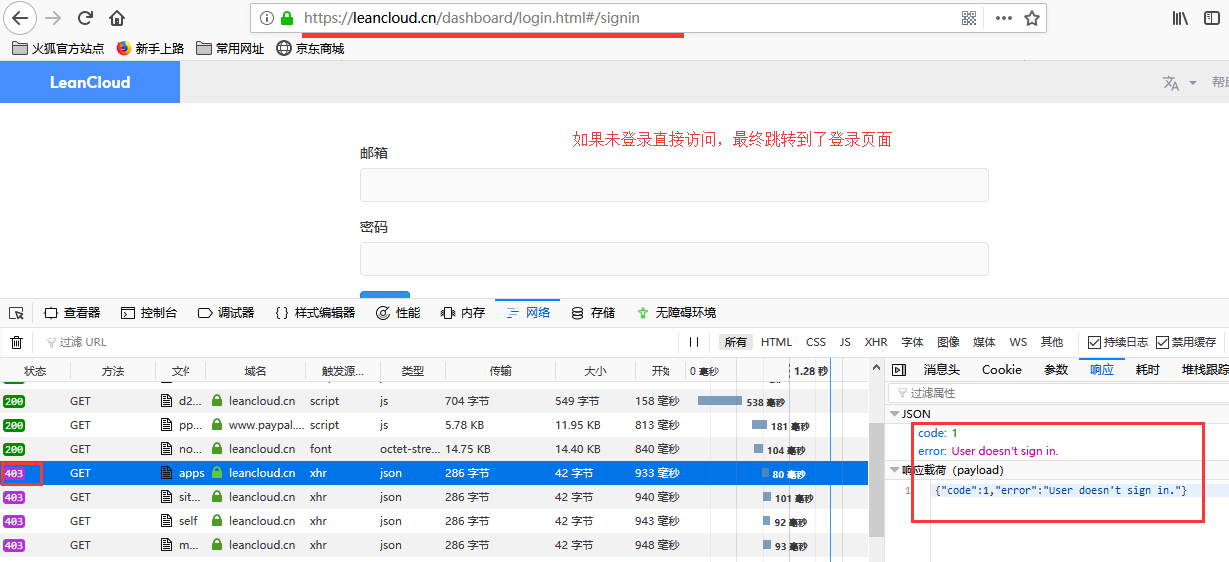 https://leancloud.cn/dashboard/login.html#/signin
火狐官方站点 新手上路 常用网址 京东商城
LeanCloud
如果未登录直接访问，最终跳转到了登录页面
邮箱
密码
查看器 控制台 调试器 {} 样式编辑器 性能 内存 网络 存储 无障碍环境
过滤 URL 所有 HTML CSS JS XHR 字体 图像 媒体 WS 其他 持续日志 禁用缓存
状态 方法 域名 触发源... 类型 传输 大小 0 毫秒 1.28 秒 消息头 Cookie 参数 响应 耗时 堆栈跟踪
过滤属性
200 GET d2... leancloud.cn script js 704 字节 549 字节 158 毫秒 538 毫秒
JSON
200 GET pp... www.paypal.... script js 5.78 KB 11.95 KB 813 毫秒 181 毫秒
code: 1
200 GET no... leancloud.cn font octet-stre... 14.75 KB 14.40 KB 840 毫秒 104 毫秒
error: User doesn't sign in.
403 GET apps leancloud.cn xhr json 286 字节 42 字节 933 毫秒 80 毫秒
响应载荷 (payload)
403 GET sit... leancloud.cn xhr json 286 字节 42 字节 940 毫秒 101 毫秒
1 {"code":1,"error":"User doesn't sign in."}
403 GET self leancloud.cn xhr json 286 字节 42 字节 943 毫秒 92 毫秒
403 GET m... leancloud.cn xhr json 286 字节 42 字节 948 毫秒 93 毫秒